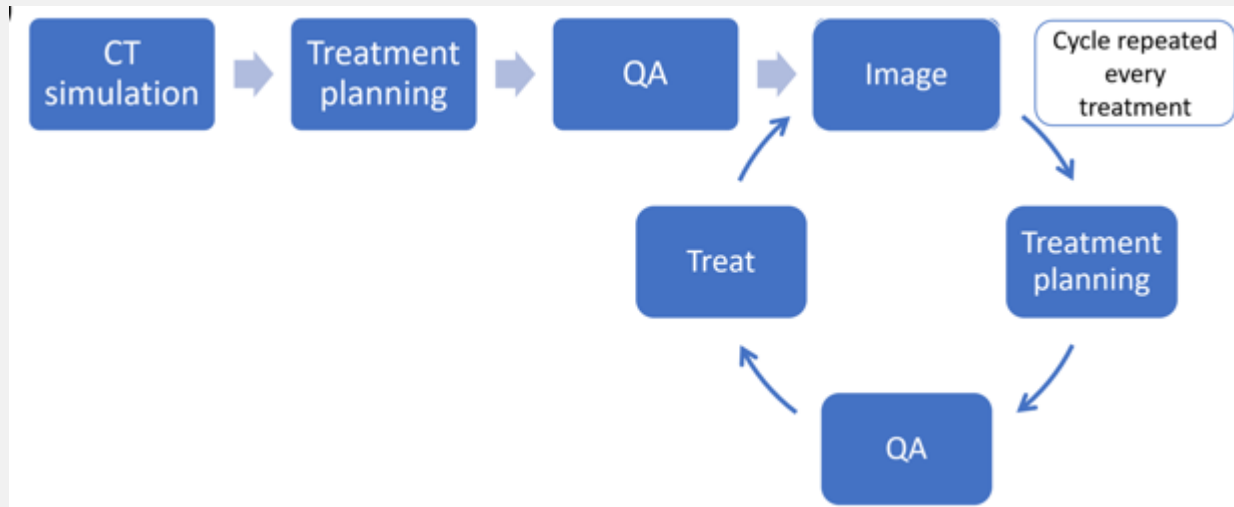 CT
simulation
Treatment
planning
QA
Image
Cycle repeated
every
treatment
Treat
Treatment
planning
QA